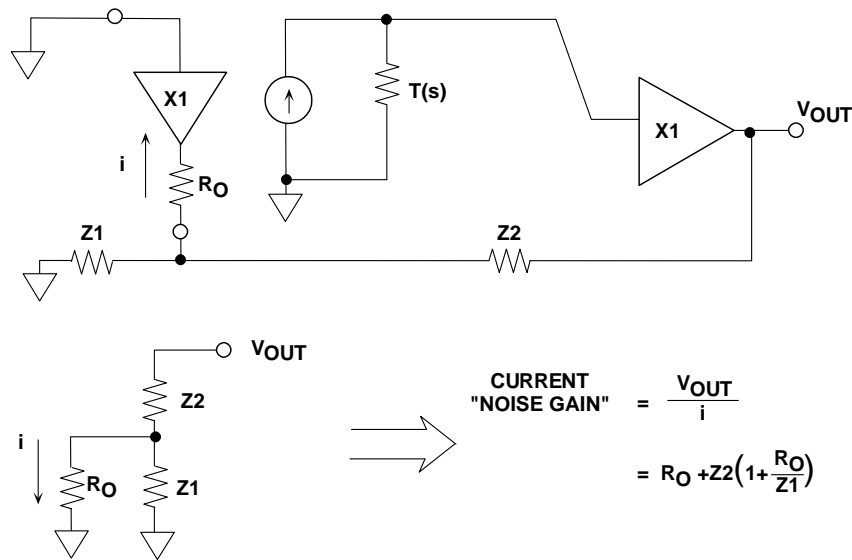 X1
T(s)
X1
VOUT
i
RO
Z1
Z2
VOUT
Z2
i
RO
Z1
CURRENT
"NOISE GAIN" = VOUT / i
= RO +Z2(1+ RO / Z1)